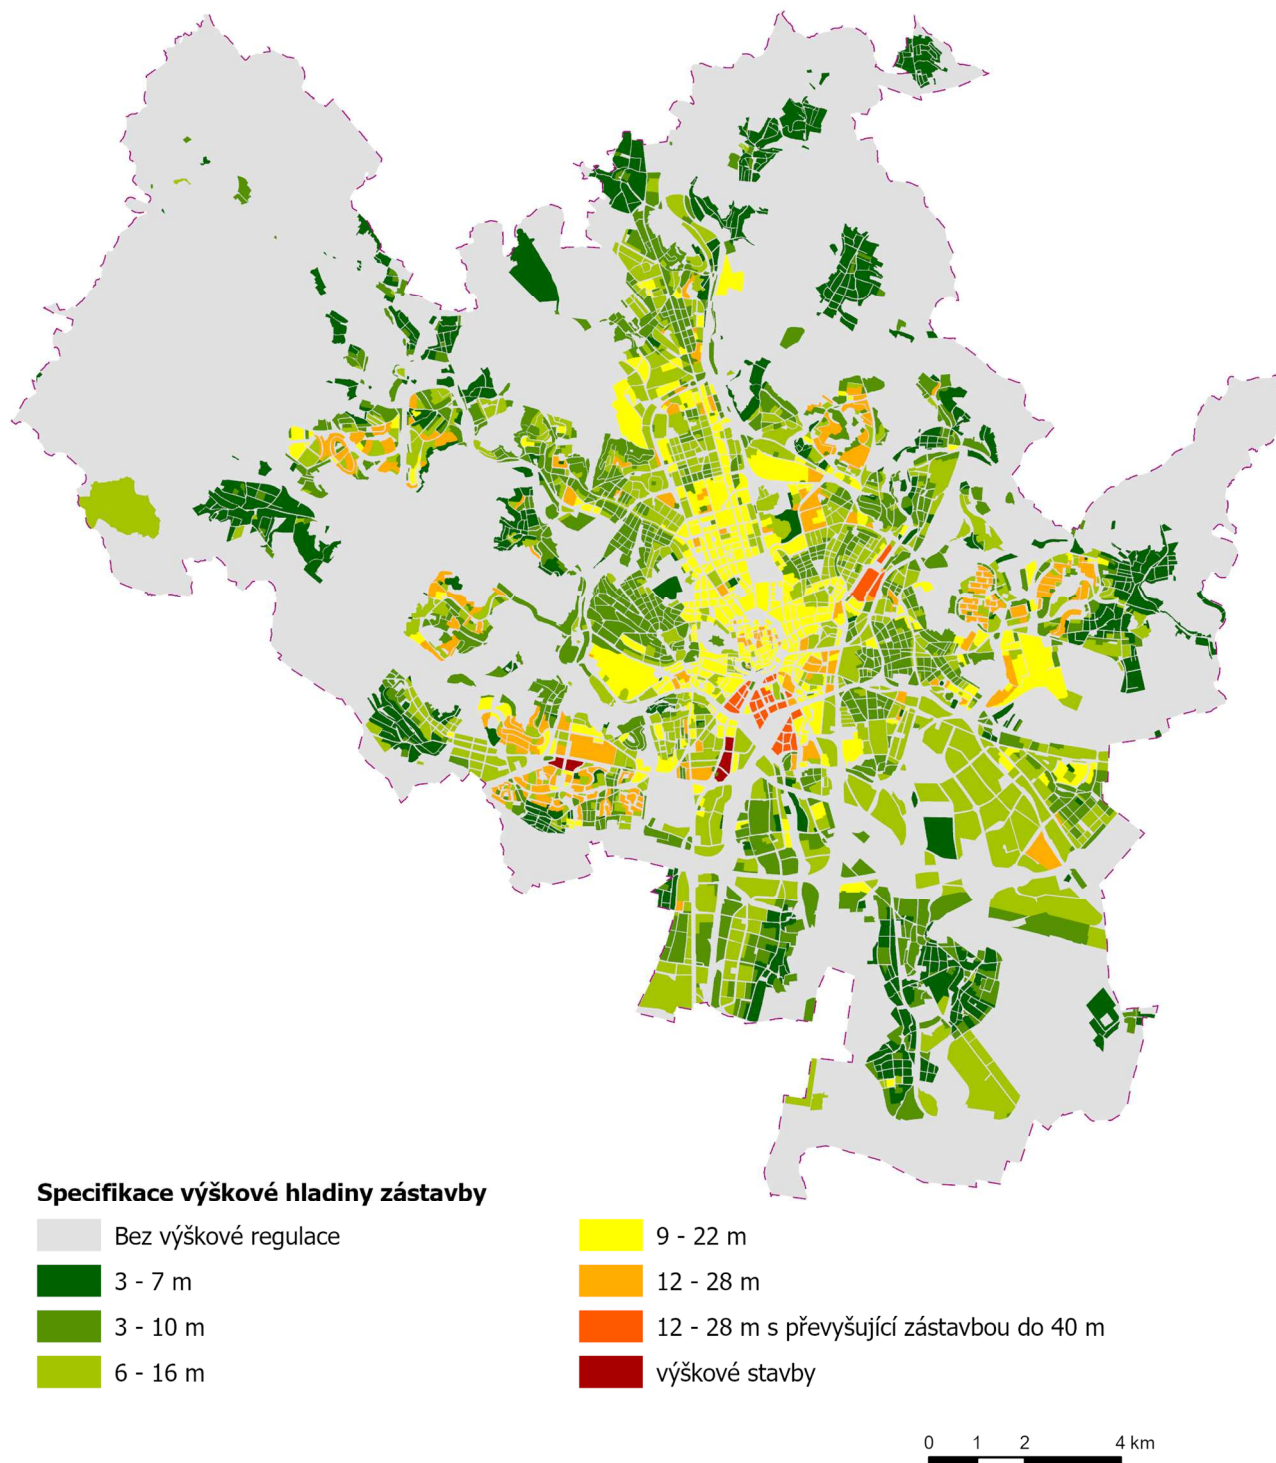 Specifikace výškové hladiny zástavby
Bez výškové regulace
3 - 7 m
3 - 10 m
6 - 16 m
9 - 22 m
12 - 28 m
12 - 28 m s převyšující zástavbou do 40 m
výškové stavby
0 1 2 4 km